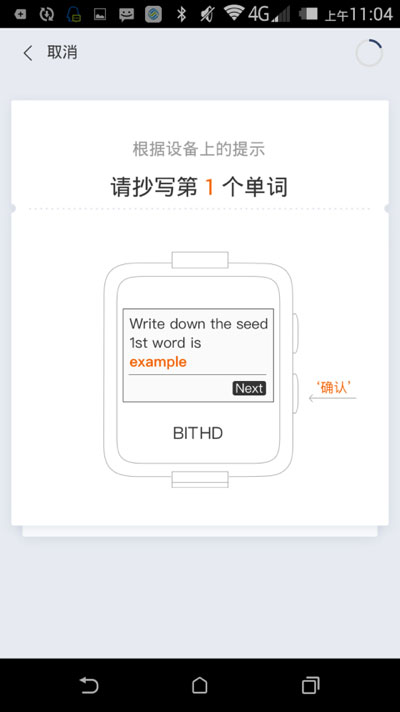 4G 上午11:04
取消
根据设备上的提示
请抄写第 1 个单词
Write down the seed
1st word is
example
Next
‘确认’
BITHD